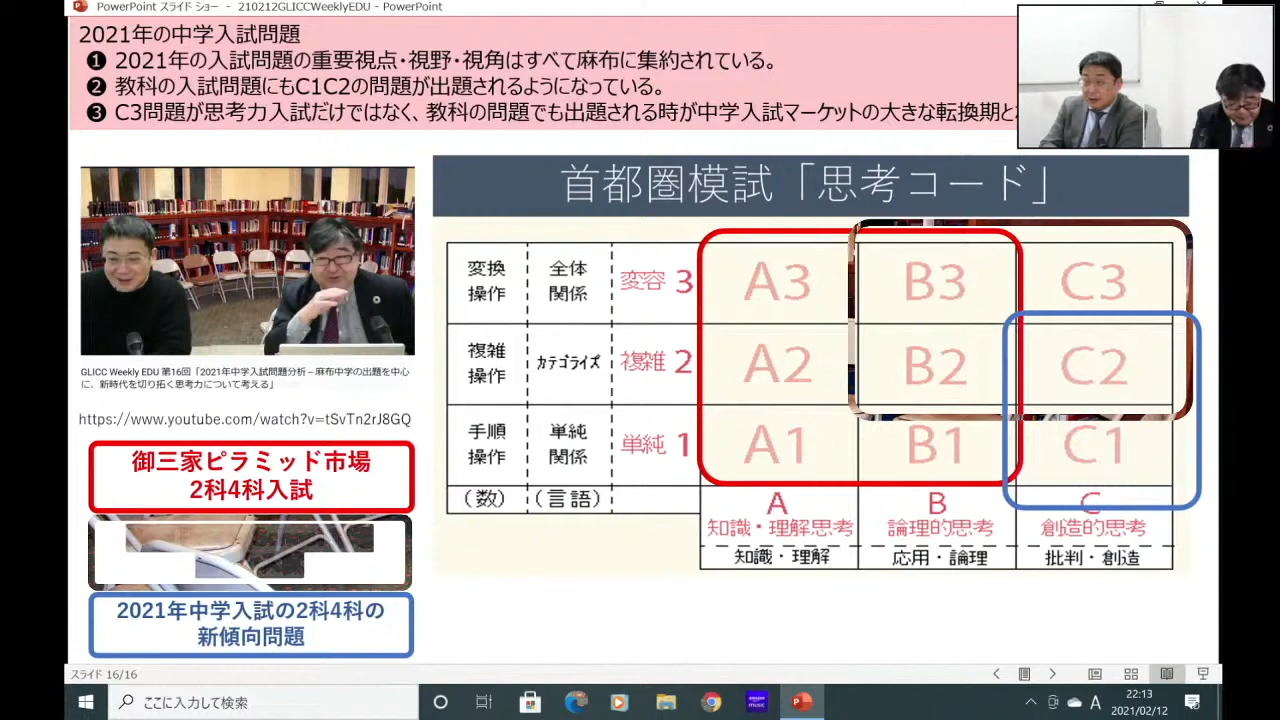 PowerPoint スライド ショー - 210212GLICCWeeklyEDU - PowerPoint
2021年の中学入試問題
❶ 2021年の入試問題の重要視点・視野・視角はすべて麻布に集約されている。
❷ 教科の入試問題にもC1C2の問題が出題されるようになっている。
❸ C3問題が思考力入試だけではなく、教科の問題でも出題される時が中学入試マーケットの大きな転換期と
首都圏模試「思考コード」
変換操作 全体関係 変容 3 A3 B3 C3
複雑操作 カテゴライズ 複雑 2 A2 B2 C2
手順操作 単純関係 単純 1 A1 B1 C1
(数) (言語) A B C
知識・理解思考 論理的思考 創造的思考
知識・理解 応用・論理 批判・創造
GLICC Weekly EDU 第16回「2021年中学入試問題分析－麻布中学の出題を中心
に、新時代を切り拓く思考力について考える」
https://www.youtube.com/watch?v=tSvTn2rJ8GQ
御三家ピラミッド市場
2科4科入試
2021年中学入試の2科4科の
新傾向問題
スライド 16/16
ここに入力して検索
amazon music
A
22:13
2021/02/12